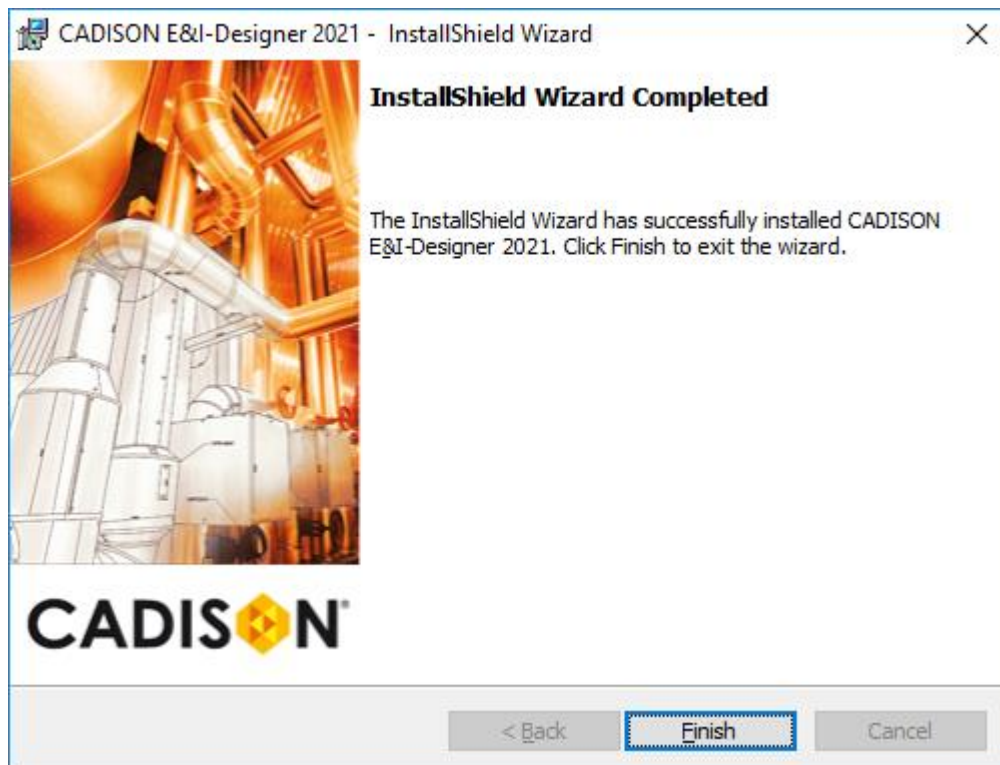 CADISON E&I-Designer 2021 - InstallShield Wizard
InstallShield Wizard Completed
The InstallShield Wizard has successfully installed CADISON
E&I-Designer 2021. Click Finish to exit the wizard.
CADISON
< Back
Finish
Cancel